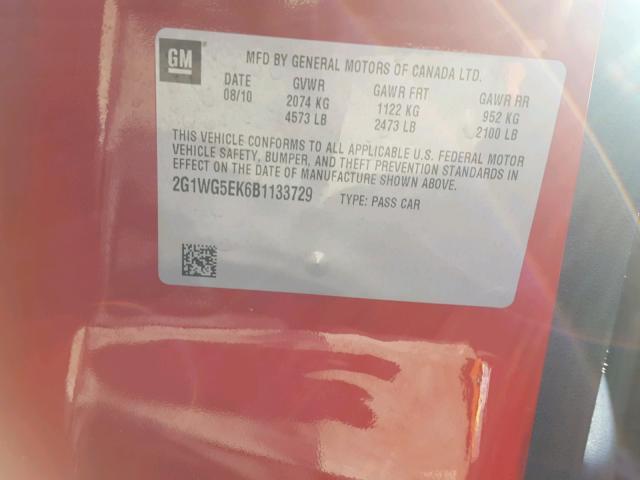 GM
MFD BY GENERAL MOTORS OF CANADA LTD.
DATE GVWR GAWR FRT GAWR RR
08/10 2074 KG 1122 KG 952 KG
4573 LB 2473 LB 2100 LB
THIS VEHICLE CONFORMS TO ALL APPLICABLE U.S. FEDERAL MOTOR
VEHICLE SAFETY, BUMPER, AND THEFT PREVENTION STANDARDS IN
EFFECT ON THE DATE OF MANUFACTURE SHOWN ABOVE.
2G1WG5EK6B1133729 TYPE: PASS CAR